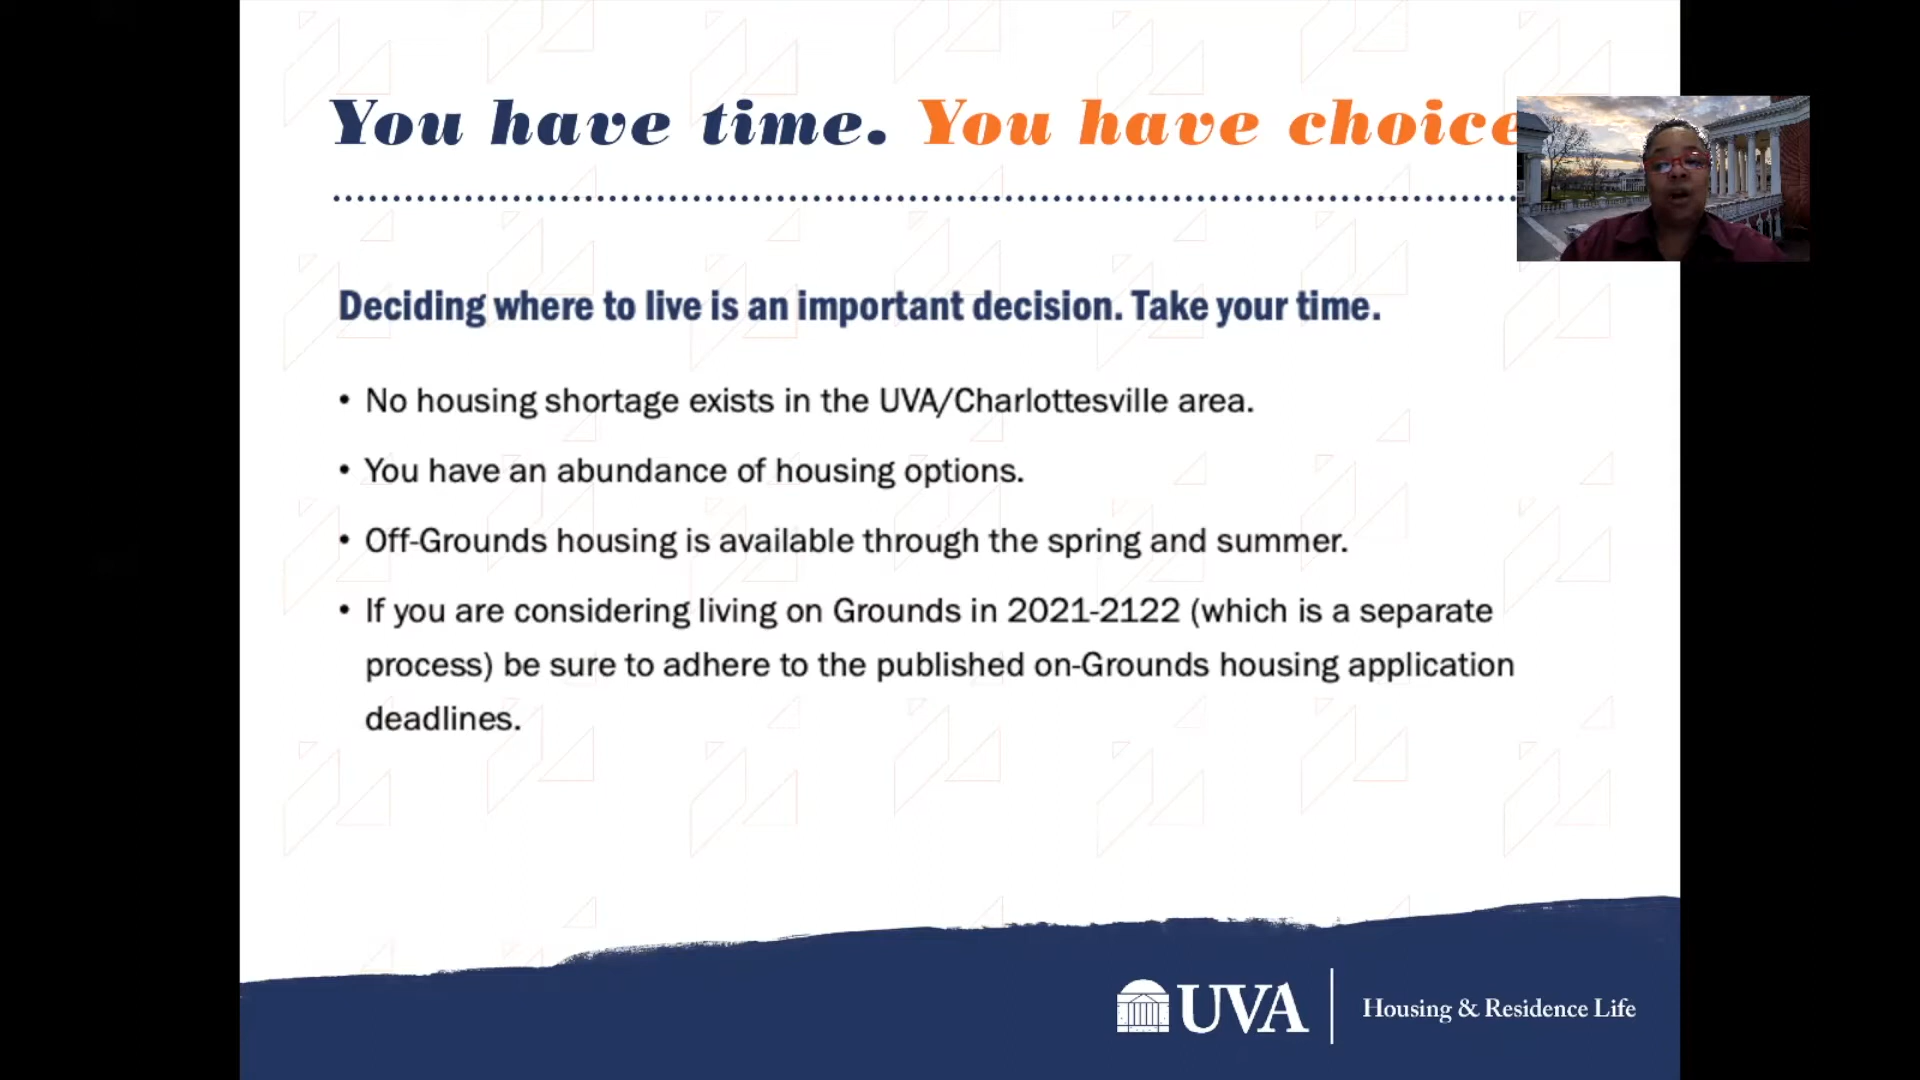 You have time. You have choice
Deciding where to live is an important decision. Take your time.
• No housing shortage exists in the UVA/Charlottesville area.
• You have an abundance of housing options.
• Off-Grounds housing is available through the spring and summer.
• If you are considering living on Grounds in 2021-2122 (which is a separate
process) be sure to adhere to the published on-Grounds housing application
deadlines.
UVA
Housing & Residence Life